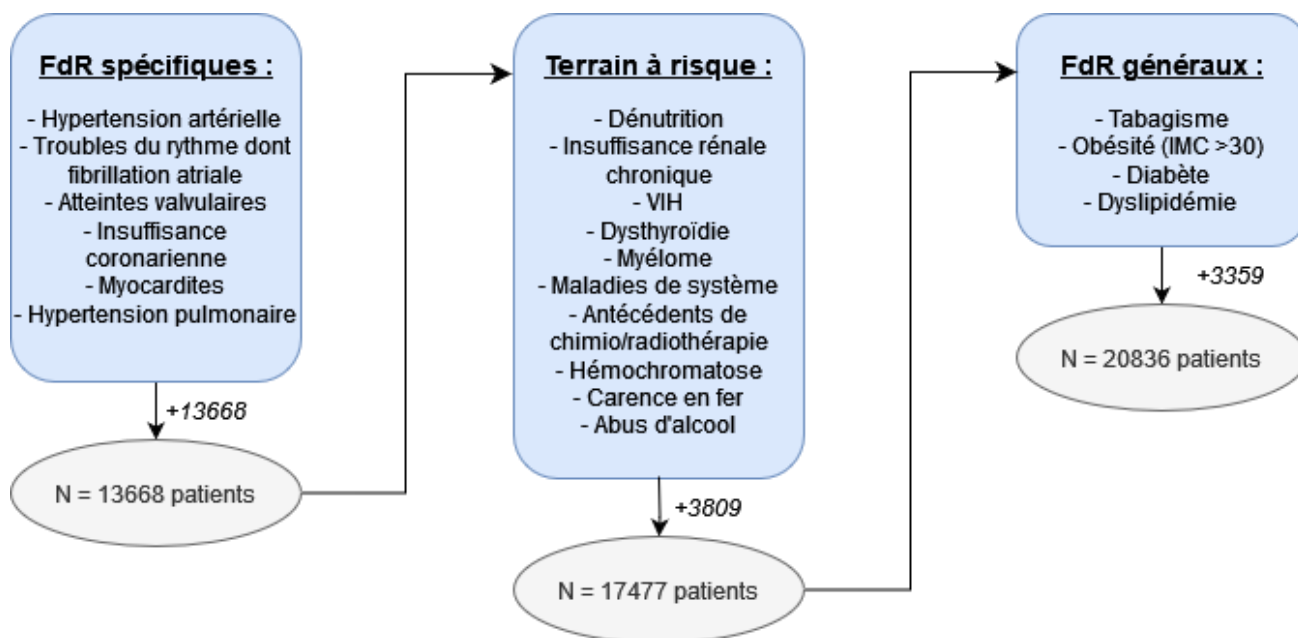 FdR spécifiques :
- Hypertension artérielle
- Troubles du rythme dont
fibrillation atriale
- Atteintes valvulaires
- Insuffisance
coronarienne
- Myocardites
- Hypertension pulmonaire
+13668
N = 13668 patients
Terrain à risque :
- Dénutrition
- Insuffisance rénale
chronique
- VIH
- Dysthyroïdie
- Myélome
- Maladies de système
- Antécédents de
chimio/radiothérapie
- Hémochromatose
- Carence en fer
- Abus d'alcool
+3809
N = 17477 patients
FdR généraux :
- Tabagisme
- Obésité (IMC >30)
- Diabète
- Dyslipidémie
+3359
N = 20836 patients